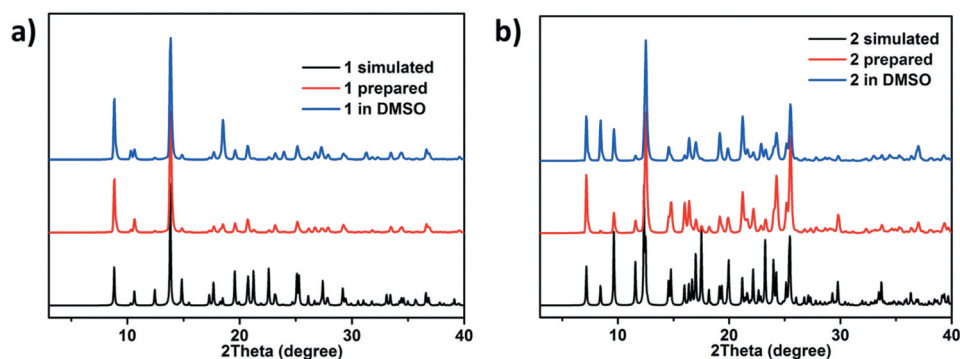 a)
1 simulated
1 prepared
1 in DMSO
10 20 30 40
2Theta (degree)
b)
2 simulated
2 prepared
2 in DMSO
10 20 30 40
2Theta (degree)